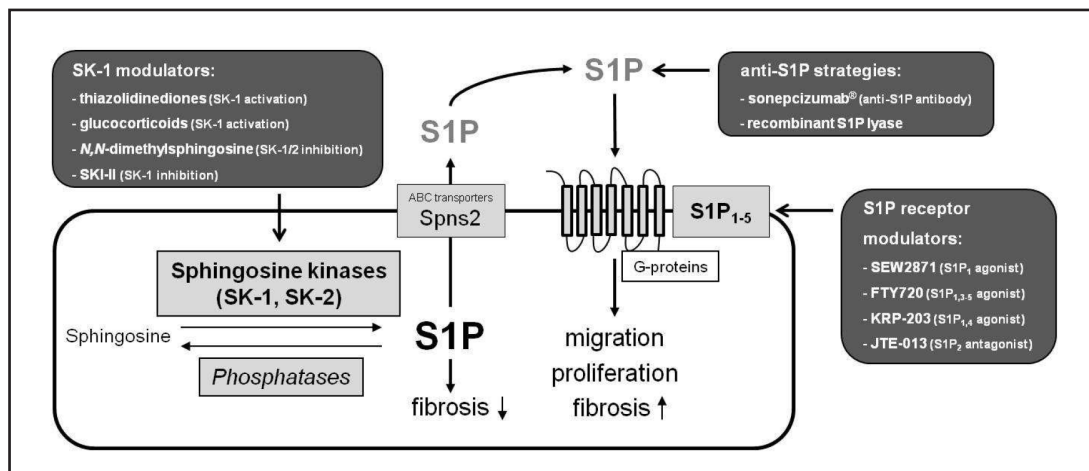 SK-1 modulators:
- thiazolidinediones (SK-1 activation)
- glucocorticoids (SK-1 activation)
- N,N-dimethylsphingosine (SK-1/2 inhibition)
- SKI-II (SK-1 inhibition)
S1P
S1P
anti-S1P strategies:
- sonepcizumab® (anti-S1P antibody)
- recombinant S1P lyase
ABC transporters
Spns2
S1P1-5
G-proteins
S1P receptor
modulators:
- SEW2871 (S1P1 agonist)
- FTY720 (S1P1,3-5 agonist)
- KRP-203 (S1P1,4 agonist)
- JTE-013 (S1P2 antagonist)
Sphingosine kinases
(SK-1, SK-2)
Sphingosine
S1P
Phosphatases
fibrosis ↓
migration
proliferation
fibrosis ↑